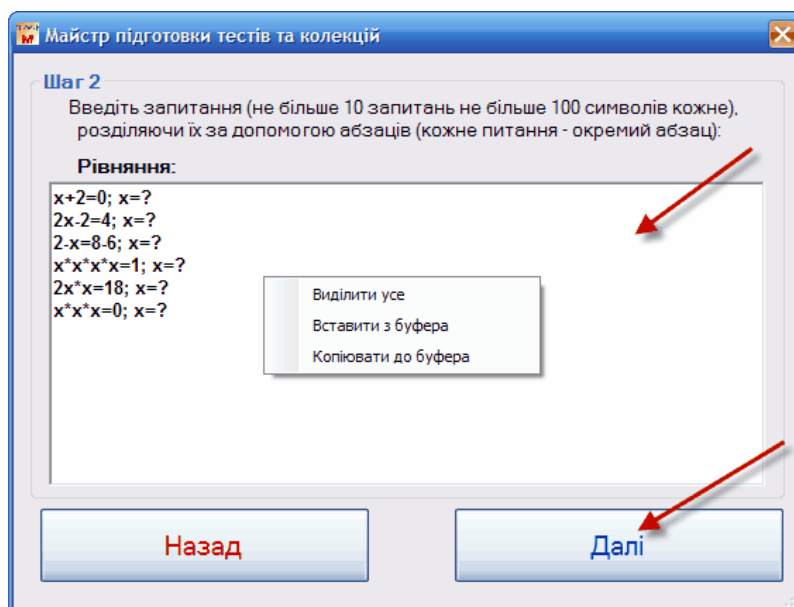 Майстр підготовки тестів та колекцій
Шаг 2
Введіть запитання (не більше 10 запитань не більше 100 символів кожне),
розділяючи їх за допомогою абзаців (кожне питання - окремий абзац):
Рівняння:
x+2=0; x=?
2x-2=4; x=?
2-x=8-6; x=?
x*x*x*x=1; x=?
2x*x=18; x=?
x*x*x=0; x=?
Виділити усе
Вставити з буфера
Копіювати до буфера
Назад
Далі